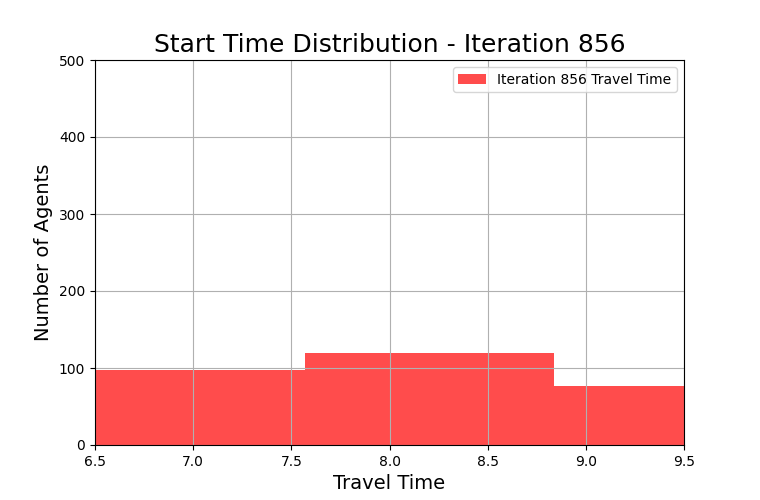 Start Time Distribution - Iteration 856
Iteration 856 Travel Time
Number of Agents
500
400
300
200
100
0
6.5 7.0 7.5 8.0 8.5 9.0 9.5
Travel Time